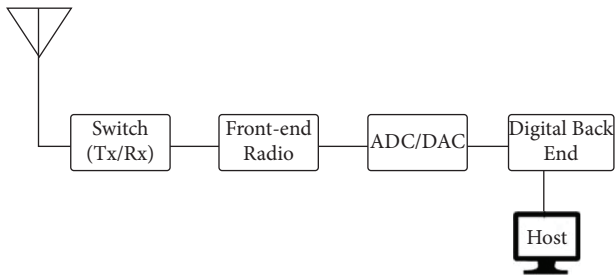 Switch
(Tx/Rx)
Front-end
Radio
ADC/DAC
Digital Back
End
Host